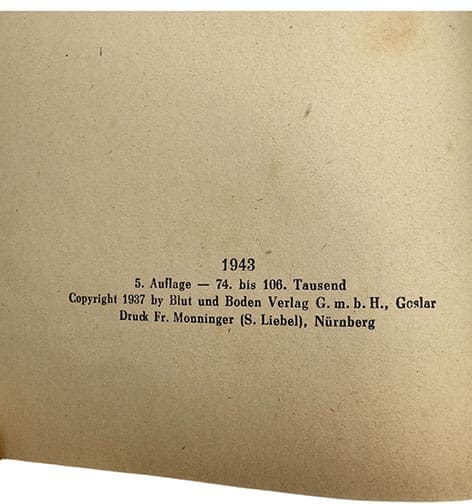 1943
5. Auflage — 74. bis 106. Tausend
Copyright 1937 by Blut und Boden Verlag G. m. b. H., Goslar
Druck Fr. Monninger (S. Liebel), Nürnberg